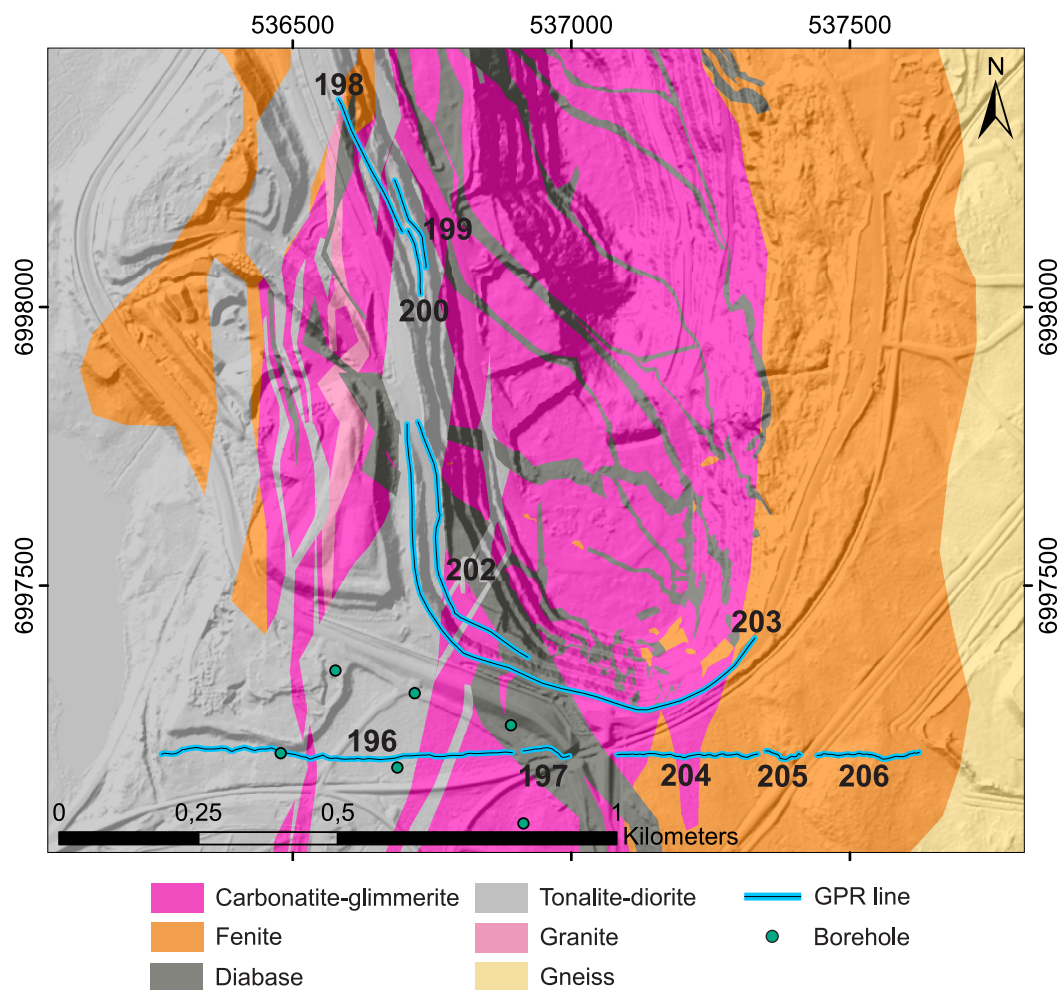 536500 537000 537500
N
198
199
6998000 6998000
200
202
6997500 6997500
203
196
197 204 205 206
0 0,25 0,5 1
Kilometers
Carbonatite-glimmerite Tonalite-diorite GPR line
Fenite Granite Borehole
Diabase Gneiss